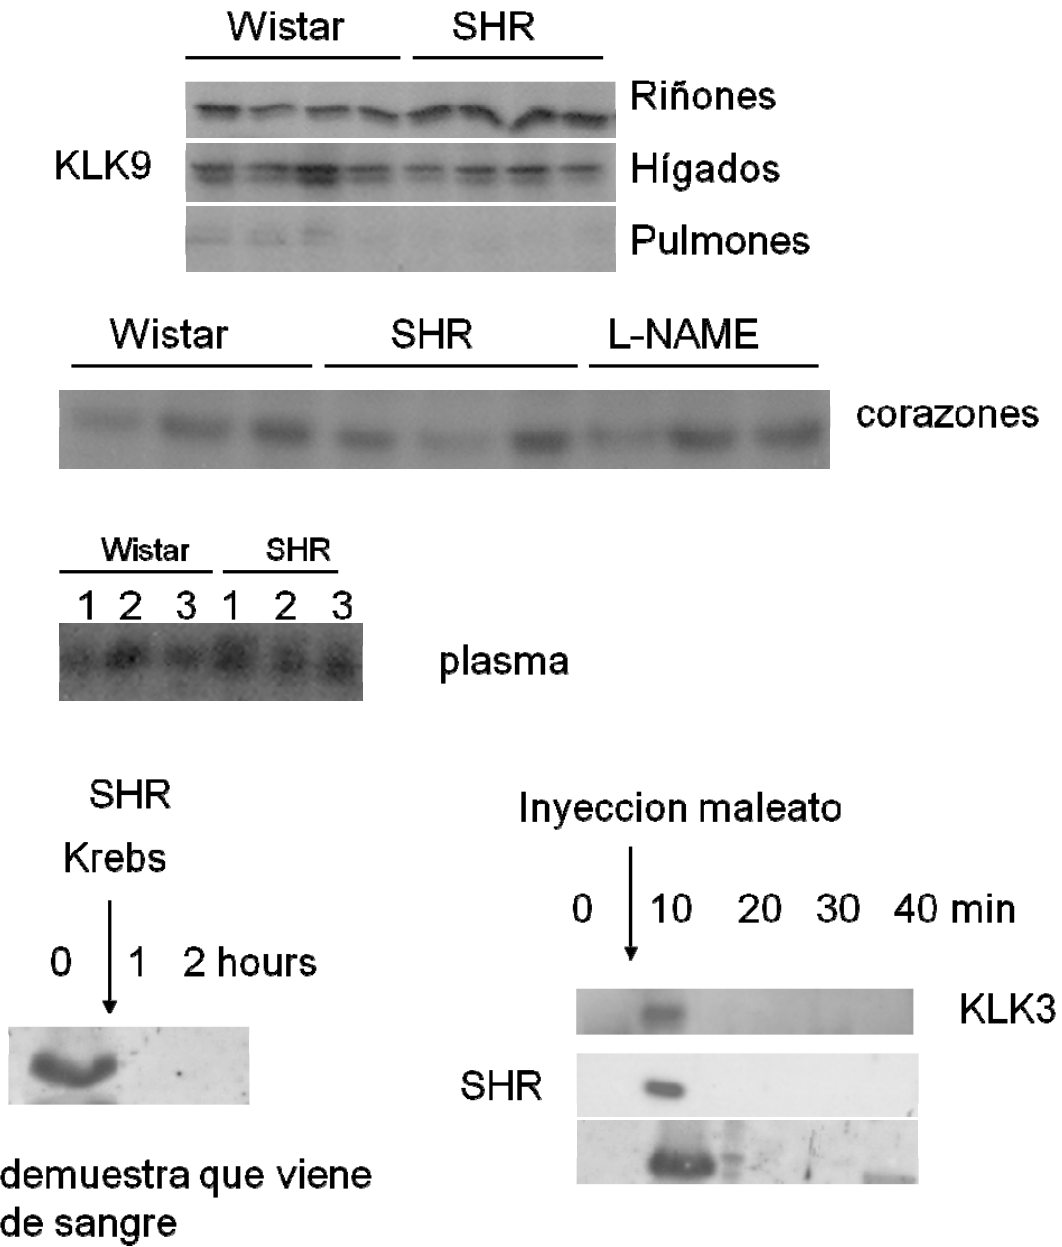 Wistar SHR
Riñones
KLK9 Hígados
Pulmones
Wistar SHR L-NAME
corazones
Wistar SHR
1 2 3 1 2 3
plasma
SHR
Krebs
0 1 2 hours
demuestra que viene
de sangre
Inyeccion maleato
0 10 20 30 40 min
KLK3
SHR